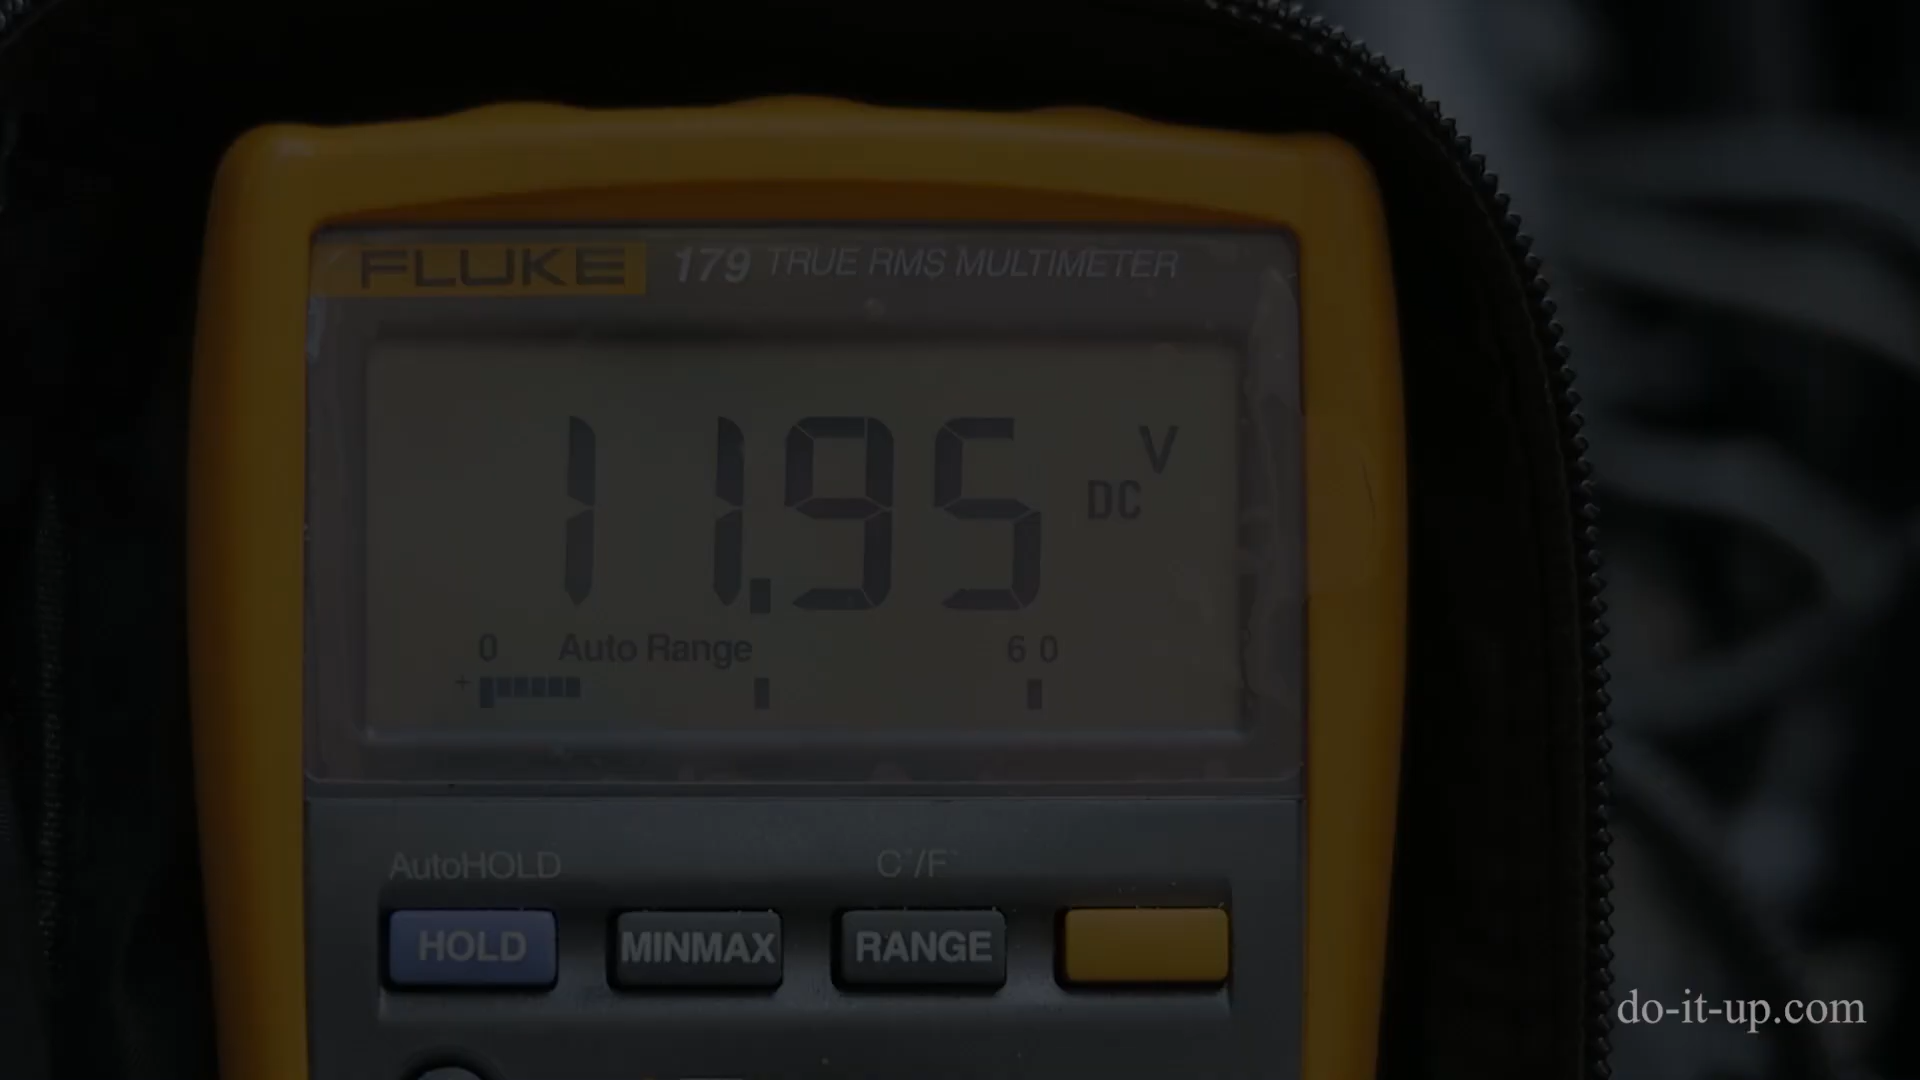 FLUKE 179 TRUE RMS MULTIMETER
11.95 V DC
0 Auto Range 60
+
AutoHOLD C°/F°
HOLD MINMAX RANGE
do-it-up.com